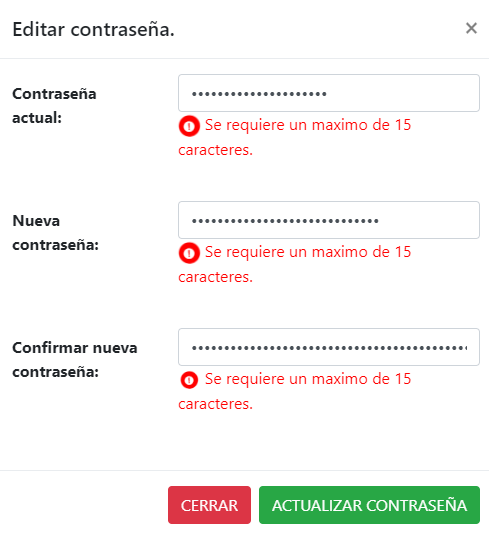 Editar contraseña.
×
Contraseña
actual:
•••••••••••••••••••••
Se requiere un maximo de 15
caracteres.
Nueva
contraseña:
•••••••••••••••••••••••••••••
Se requiere un maximo de 15
caracteres.
Confirmar nueva
contraseña:
•••••••••••••••••••••••••••••••••••••••••••
Se requiere un maximo de 15
caracteres.
CERRAR
ACTUALIZAR CONTRASEÑA